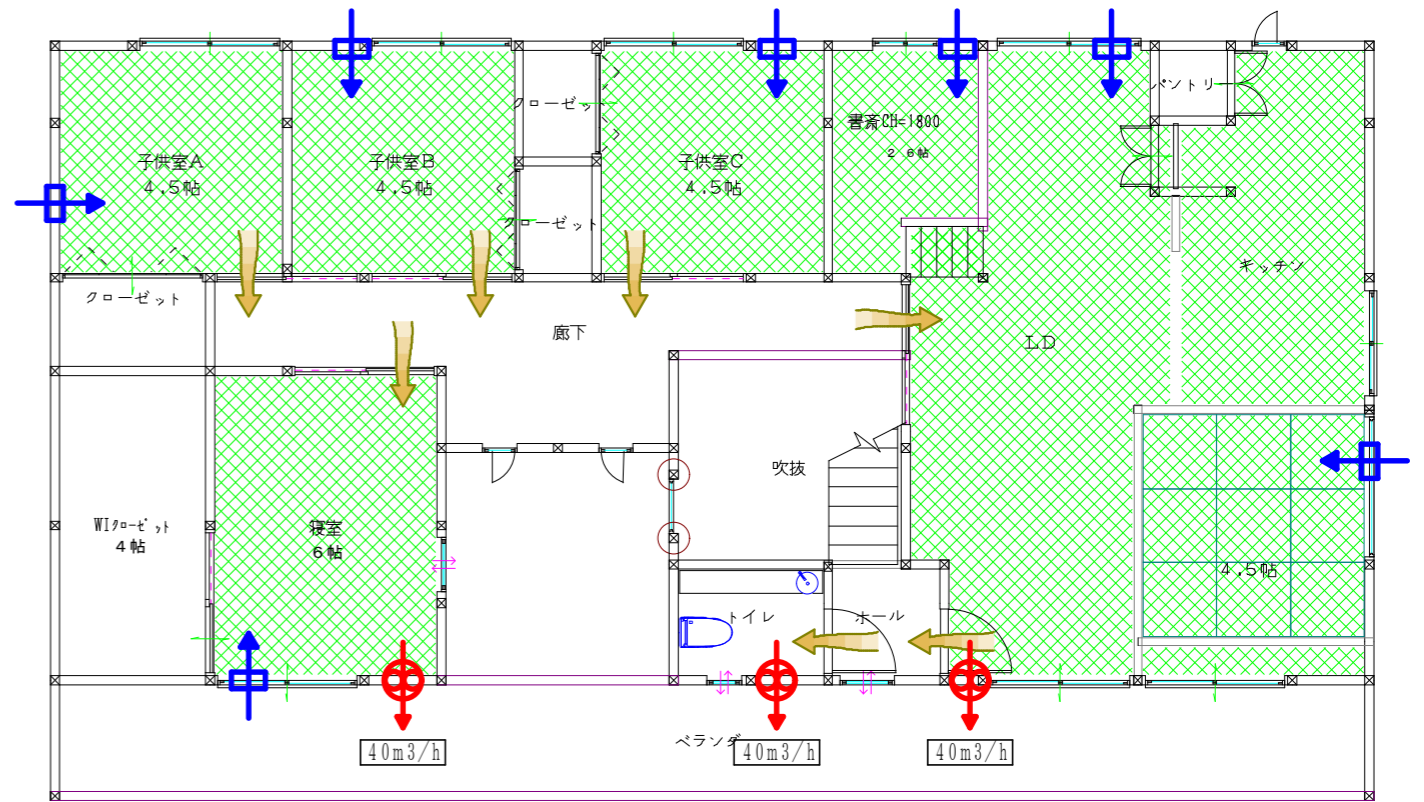 パントリー
クローゼット
書斎CH=1800
2.6帖
子供室A
4.5帖
子供室B
4.5帖
子供室C
4.5帖
クローゼット
キッチン
クローゼット
廊下
LD
吹抜
WIクローゼット
4帖
寝室
6帖
4.5帖
トイレ
ホール
ベランダ
40m3/h
40m3/h
40m3/h